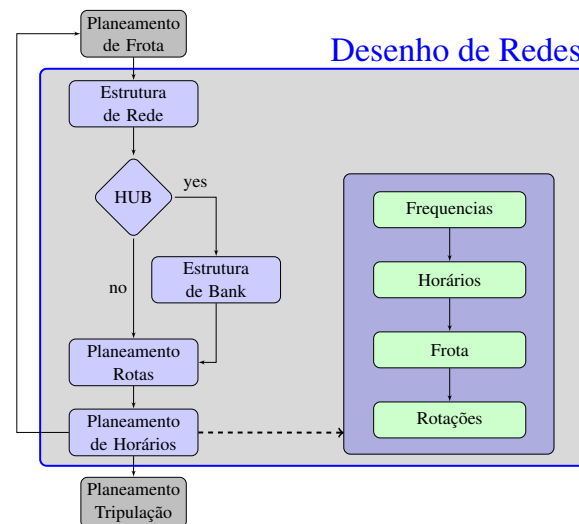 Planeamento
de Frota
Desenho de Redes
Estrutura
de Rede
HUB
yes
no
Estrutura
de Bank
Planeamento
Rotas
Planeamento
de Horários
Planeamento
Tripulação
Frequencias
Horários
Frota
Rotações